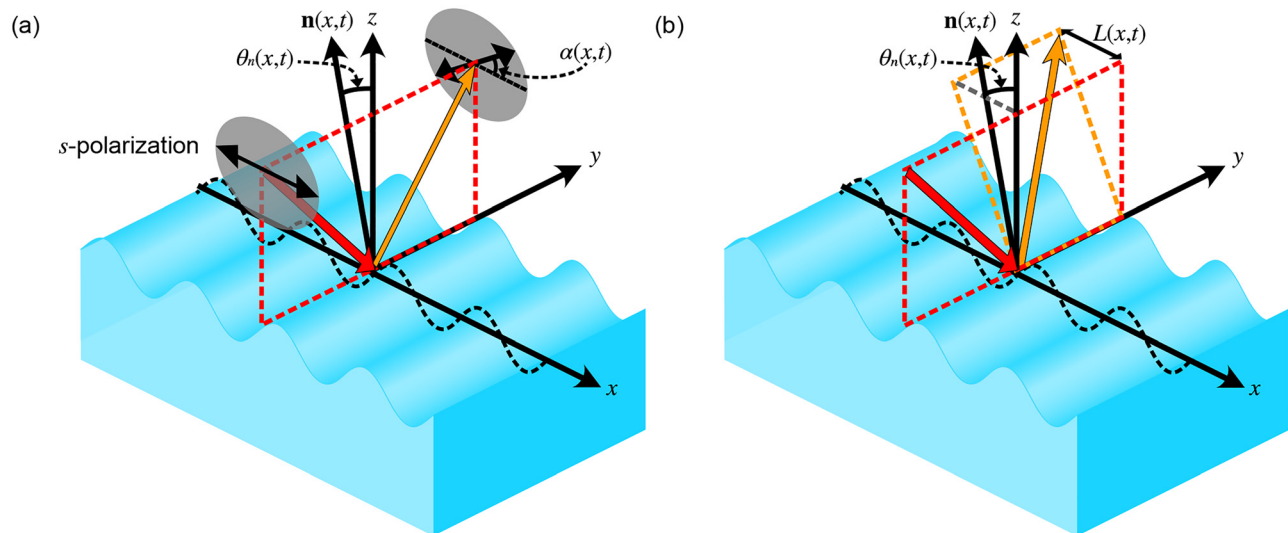 (a)
n(x,t)
z
θn(x,t)
α(x,t)
s-polarization
y
x
(b)
n(x,t)
z
L(x,t)
θn(x,t)
y
x